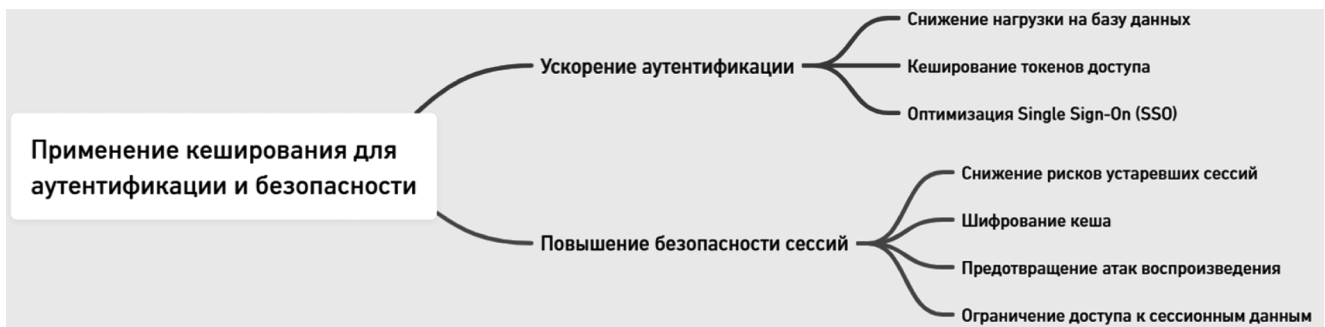 Применение кеширования для
аутентификации и безопасности
Ускорение аутентификации
Снижение нагрузки на базу данных
Кеширование токенов доступа
Оптимизация Single Sign-On (SSO)
Повышение безопасности сессий
Снижение рисков устаревших сессий
Шифрование кеша
Предотвращение атак воспроизведения
Ограничение доступа к сессионным данным